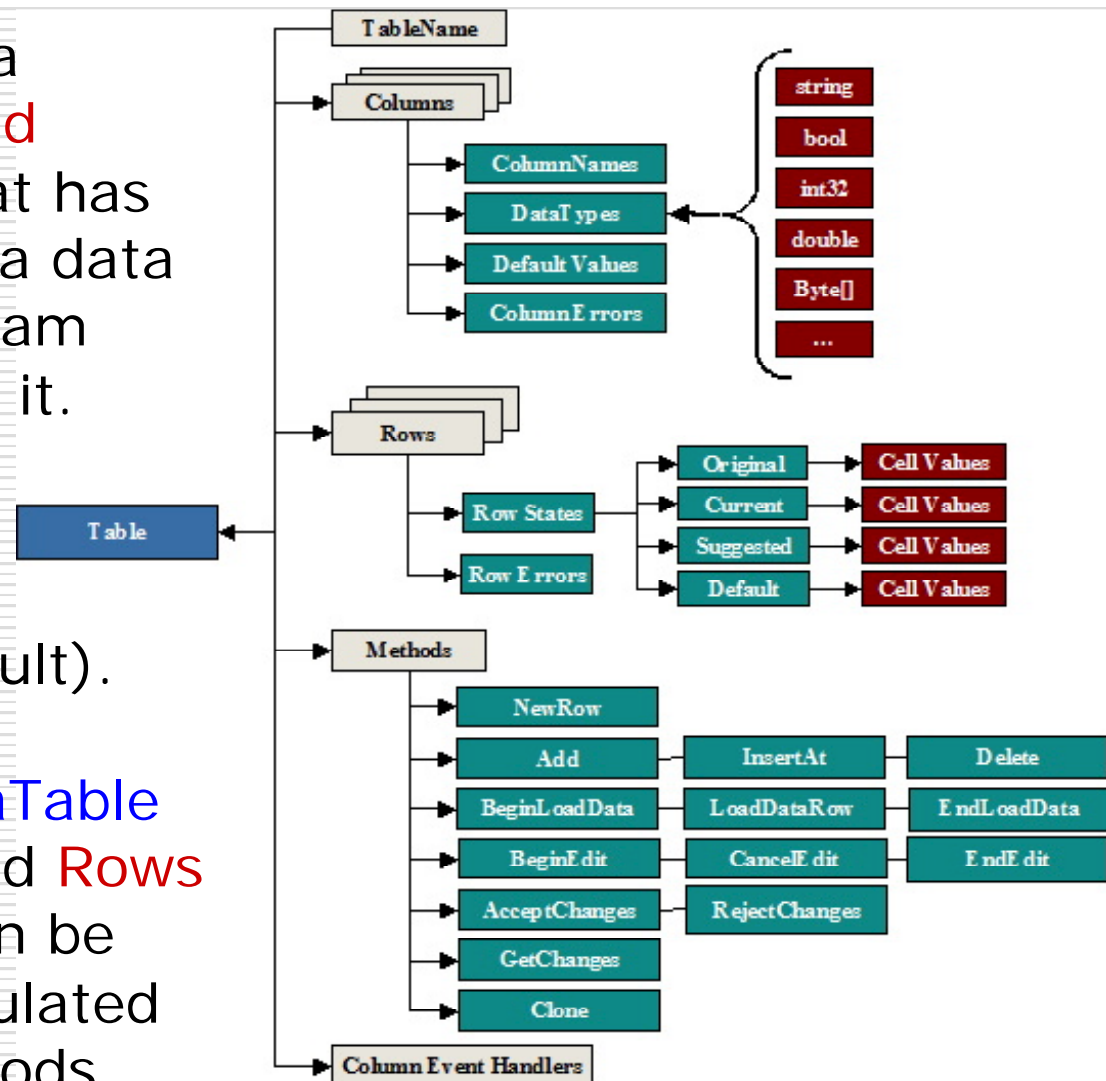 a
d
at has
a data
am
it.
ult).
aTable
d Rows
n be
ulated
ods
TableName
Columns
ColumnNames
DataTypes
Default Values
ColumnErrors
string
bool
int32
double
Byte[]
...
Rows
Row States
Row Errors
Original Cell Values
Current Cell Values
Suggested Cell Values
Default Cell Values
Table
Methods
NewRow
Add InsertAt Delete
BeginLoadData LoadDataRow EndLoadData
BeginEdit CancelEdit EndEdit
AcceptChanges RejectChanges
GetChanges
Clone
Column Event Handlers